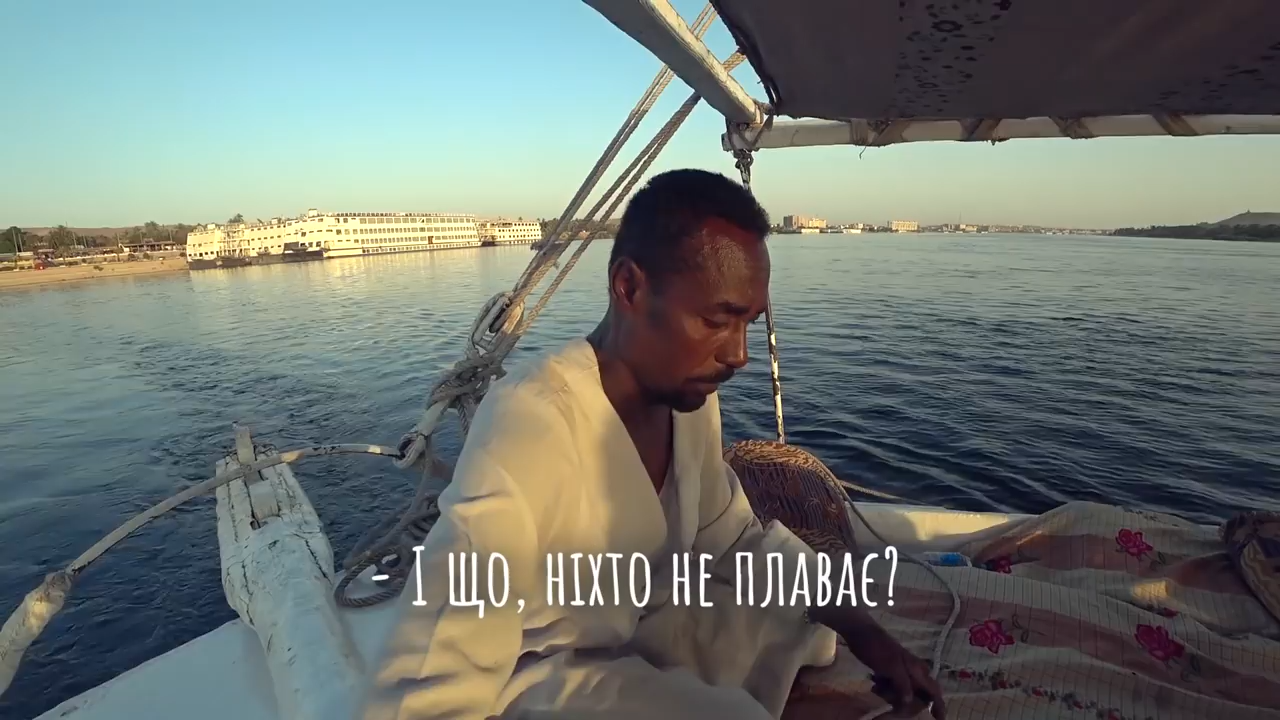 - І що, ніхто не плаває?